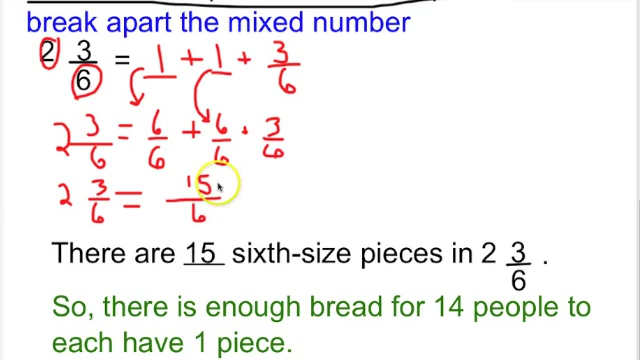 break apart the mixed number
2 3/6 = 1 + 1 + 3/6
2 3/6 = 6/6 + 6/6 + 3/6
2 3/6 = 15/6
There are 15 sixth-size pieces in 2 3/6 .
So, there is enough bread for 14 people to
each have 1 piece.